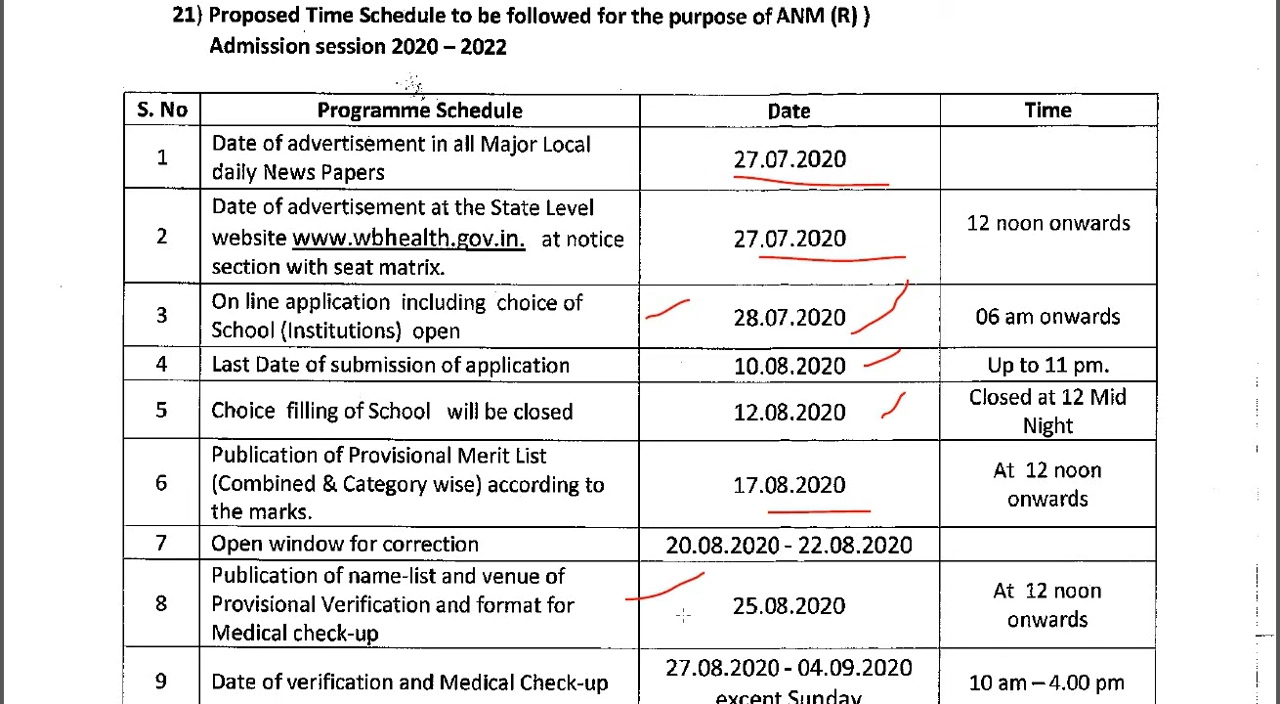 21) Proposed Time Schedule to be followed for the purpose of ANM (R) )
Admission session 2020 – 2022
S. No Programme Schedule Date Time
1 Date of advertisement in all Major Local daily News Papers 27.07.2020
2 Date of advertisement at the State Level website www.wbhealth.gov.in. at notice section with seat matrix. 27.07.2020 12 noon onwards
3 On line application including choice of School (Institutions) open 28.07.2020 06 am onwards
4 Last Date of submission of application 10.08.2020 Up to 11 pm.
5 Choice filling of School will be closed 12.08.2020 Closed at 12 Mid Night
6 Publication of Provisional Merit List (Combined & Category wise) according to the marks. 17.08.2020 At 12 noon onwards
7 Open window for correction 20.08.2020 - 22.08.2020
8 Publication of name-list and venue of Provisional Verification and format for Medical check-up 25.08.2020 At 12 noon onwards
9 Date of verification and Medical Check-up 27.08.2020 - 04.09.2020 except Sunday 10 am – 4.00 pm